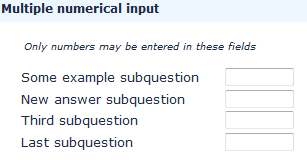 Multiple numerical input
Only numbers may be entered in these fields
Some example subquestion
New answer subquestion
Third subquestion
Last subquestion